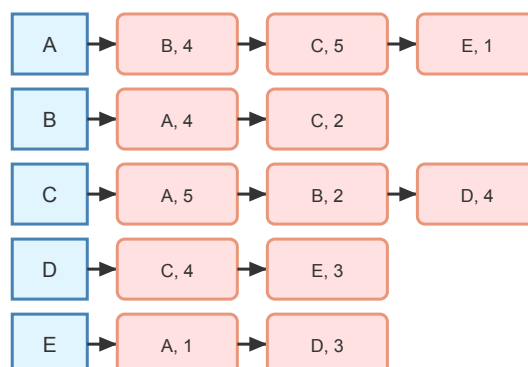 A B, 4 C, 5 E, 1
B A, 4 C, 2
C A, 5 B, 2 D, 4
D C, 4 E, 3
E A, 1 D, 3